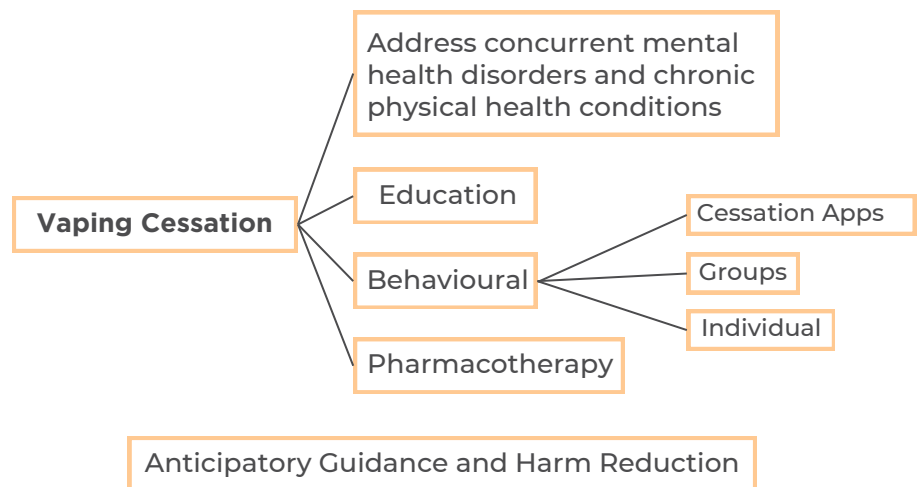 Address concurrent mental
health disorders and chronic
physical health conditions
Education
Vaping Cessation
Cessation Apps
Behavioural
Groups
Individual
Pharmacotherapy
Anticipatory Guidance and Harm Reduction